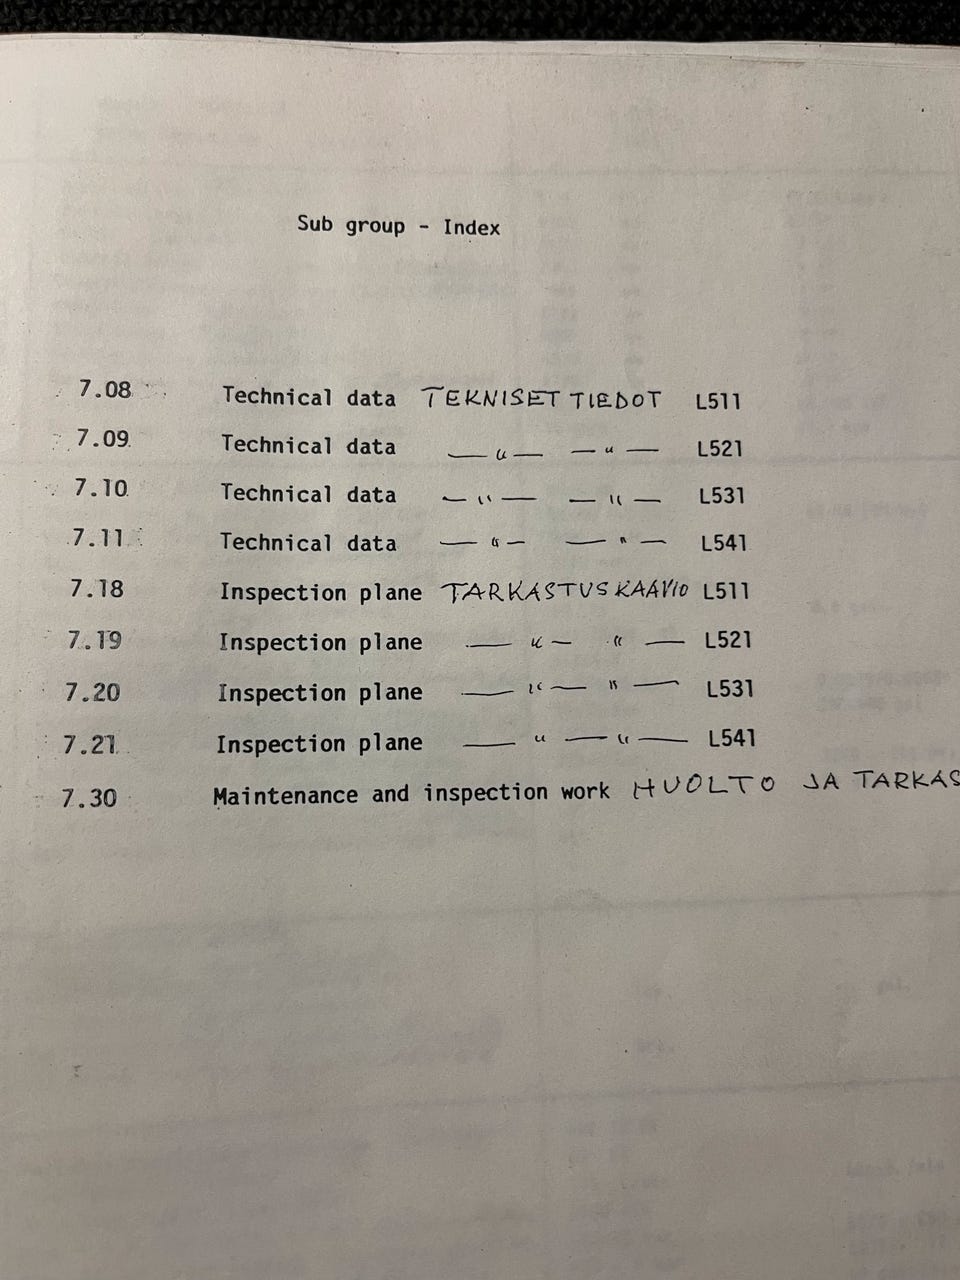 Sub group - Index
7.08 Technical data TEKNISET TIEDOT L511
7.09 Technical data — " — — " — L521
7.10 Technical data — " — — " — L531
7.11 Technical data — " — — " — L541
7.18 Inspection plane TARKASTUSKAAVIO L511
7.19 Inspection plane — " — " — L521
7.20 Inspection plane — " — " — L531
7.21 Inspection plane — " — " — L541
7.30 Maintenance and inspection work HUOLTO JA TARKAS